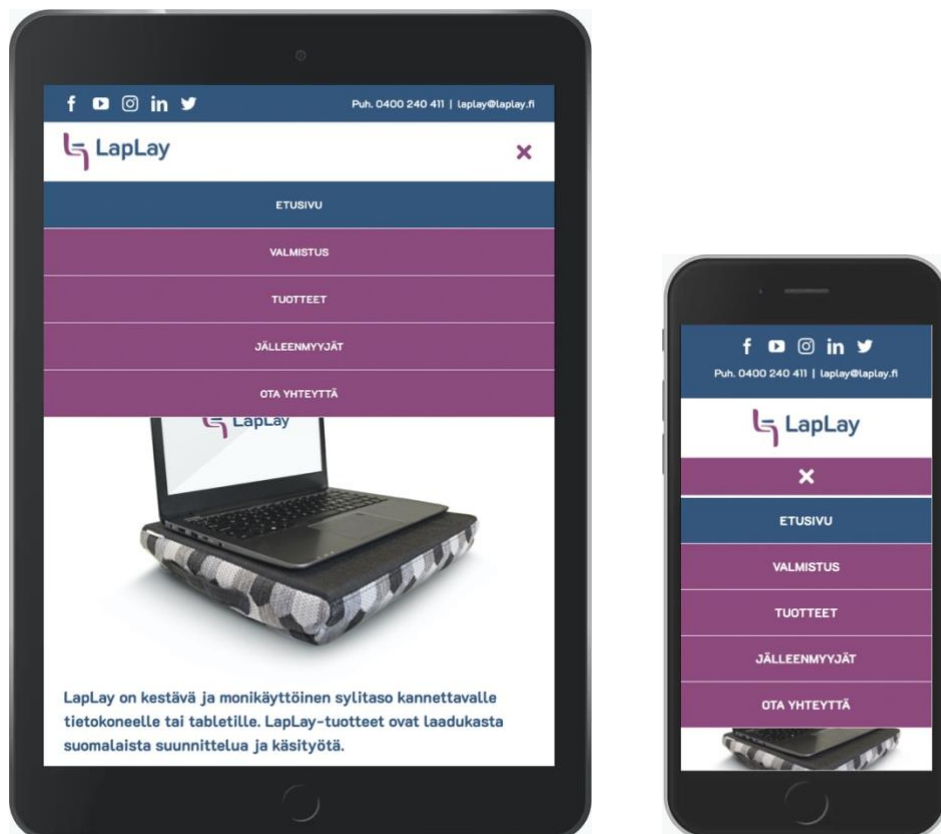 Puh. 0400 240 411 | laplay@laplay.fi
LapLay
ETUSIVU
VALMISTUS
TUOTTEET
JÄLLEENMYYJÄT
OTA YHTEYTTÄ
LapLay
LapLay on kestävä ja monikäyttöinen sylitaso kannettavalle
tietokoneelle tai tabletille. LapLay-tuotteet ovat laadukasta
suomalaista suunnittelua ja käsityötä.
Puh. 0400 240 411 | laplay@laplay.fi
LapLay
ETUSIVU
VALMISTUS
TUOTTEET
JÄLLEENMYYJÄT
OTA YHTEYTTÄ